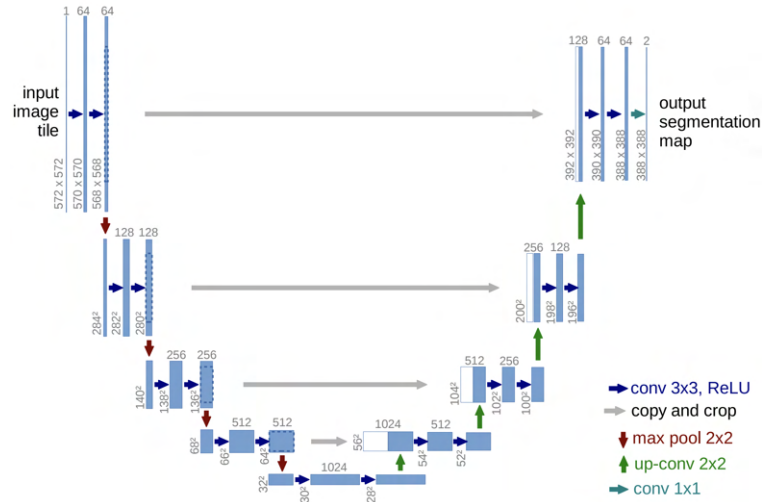 1 64 64
input
image
tile
572 x 572
570 x 570
568 x 568
128 64 64 2
output
segmentation
map
392 x 392
390 x 390
388 x 388
388 x 388
128 128
284²
282²
280²
256 128
200²
198²
196²
256 256
140²
138²
136²
512 256
104²
102²
100²
512 512
68²
66²
64²
1024 512
56²
54²
52²
1024
32²
30²
28²
conv 3x3, ReLU
copy and crop
max pool 2x2
up-conv 2x2
conv 1x1